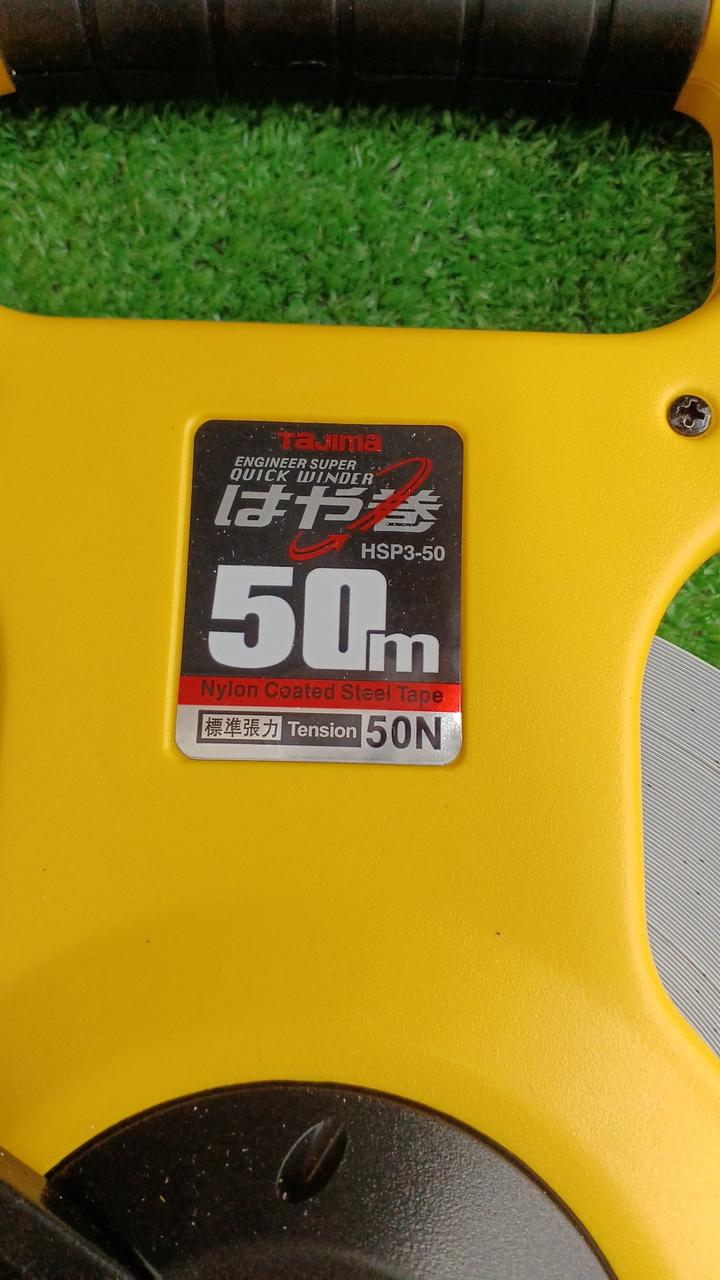 TAJIMA
ENGINEER SUPER
QUICK WINDER
はや巻
HSP3-50
50m
Nylon Coated Steel Tape
標準張力 Tension 50N